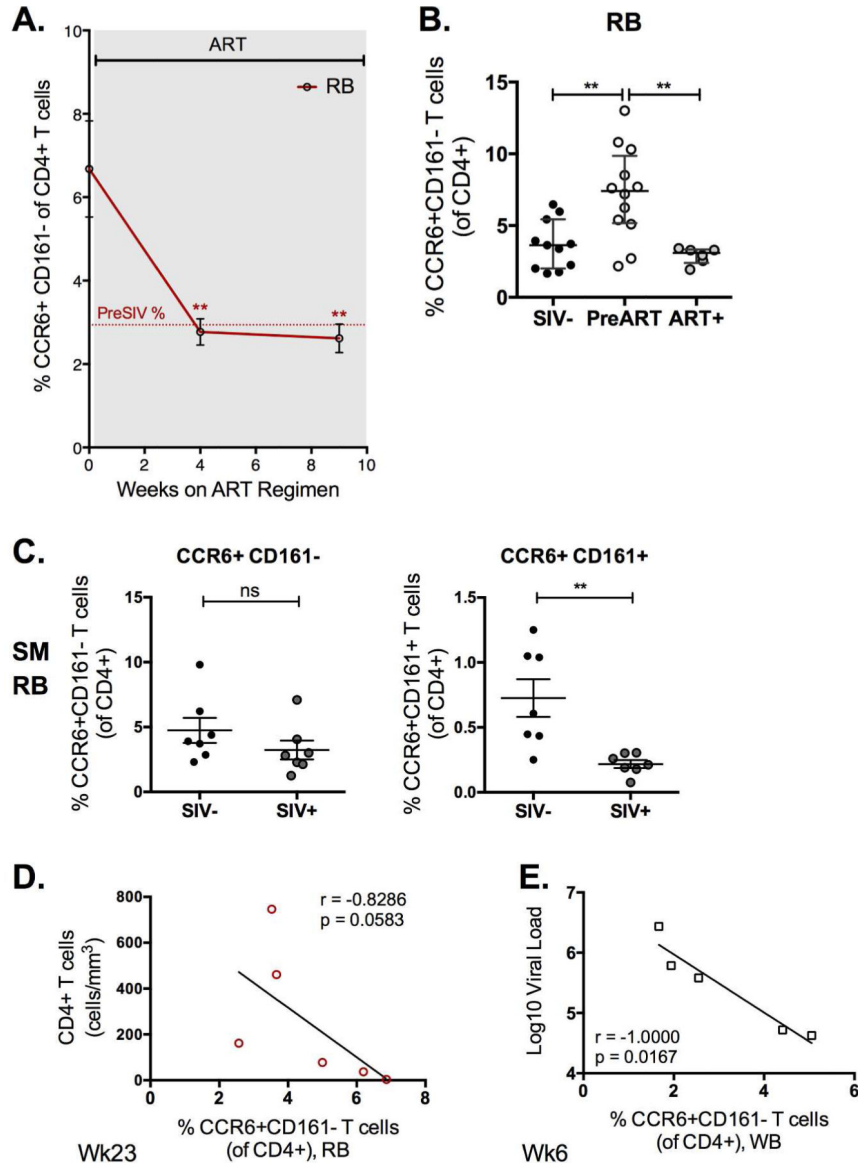 A.
% CCR6+ CD161- of CD4+ T cells
10
8
6
4
2
0
ART
RB
PreSIV %
**
**
0 2 4 6 8 10
Weeks on ART Regimen
B.
RB
% CCR6+CD161- T cells
(of CD4+)
15
10
5
0
** **
SIV- PreART ART+
C.
SM
RB
CCR6+ CD161-
% CCR6+CD161- T cells
(of CD4+)
15
10
5
0
ns
SIV- SIV+
CCR6+ CD161+
% CCR6+CD161+ T cells
(of CD4+)
1.5
1.0
0.5
0.0
**
SIV- SIV+
D.
CD4+ T cells
(cells/mm³)
800
600
400
200
0
r = -0.8286
p = 0.0583
0 2 4 6 8
% CCR6+CD161- T cells
(of CD4+), RB
Wk23
E.
Log10 Viral Load
7
6
5
4
r = -1.0000
p = 0.0167
0 2 4 6
% CCR6+CD161- T cells
(of CD4+), WB
Wk6